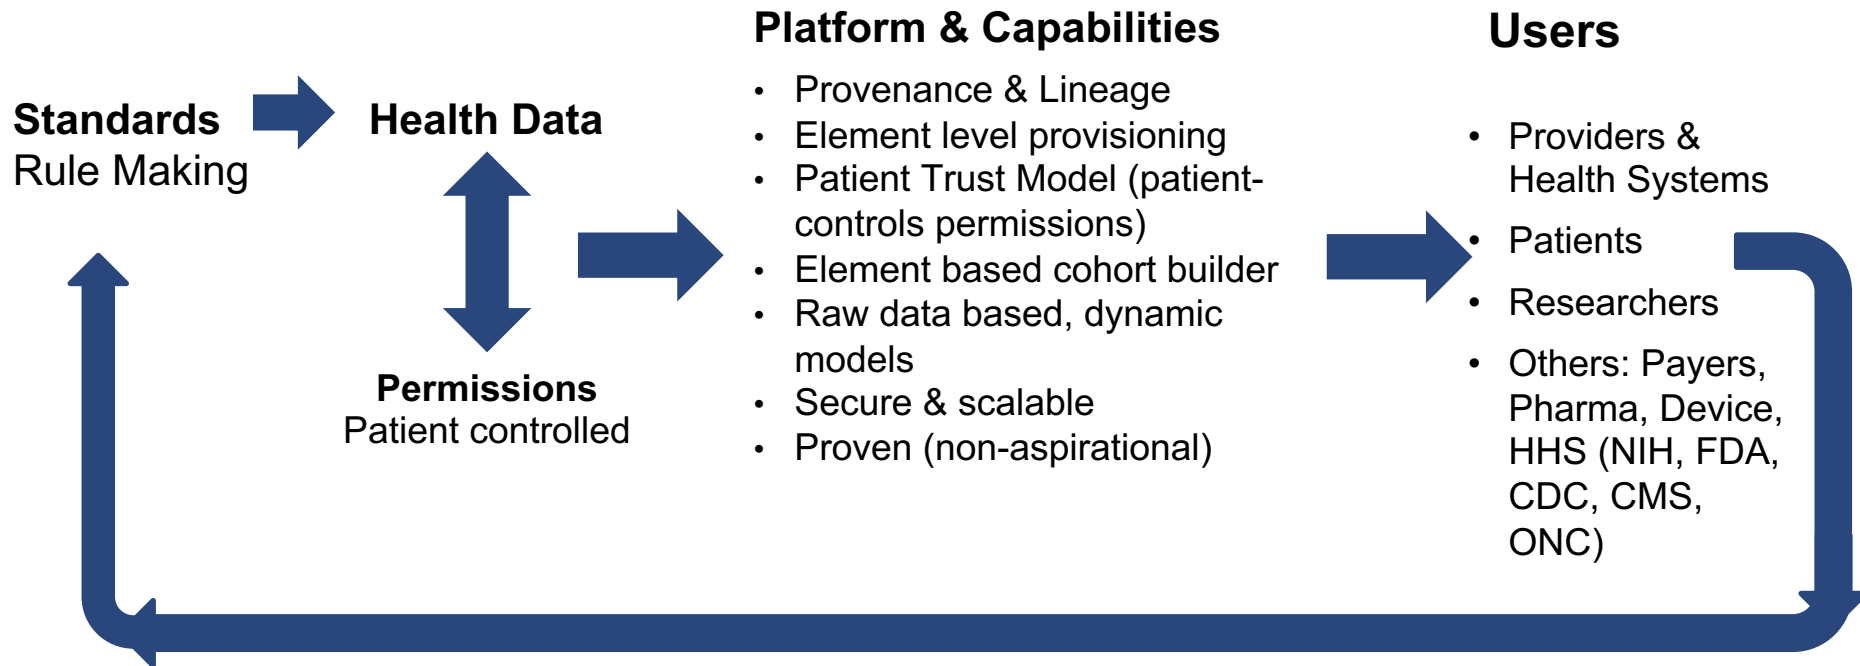 Standards
Rule Making
Health Data
Permissions
Patient controlled
Platform & Capabilities
• Provenance & Lineage
• Element level provisioning
• Patient Trust Model (patient-
controls permissions)
• Element based cohort builder
• Raw data based, dynamic
models
• Secure & scalable
• Proven (non-aspirational)
Users
• Providers &
Health Systems
• Patients
• Researchers
• Others: Payers,
Pharma, Device,
HHS (NIH, FDA,
CDC, CMS,
ONC)